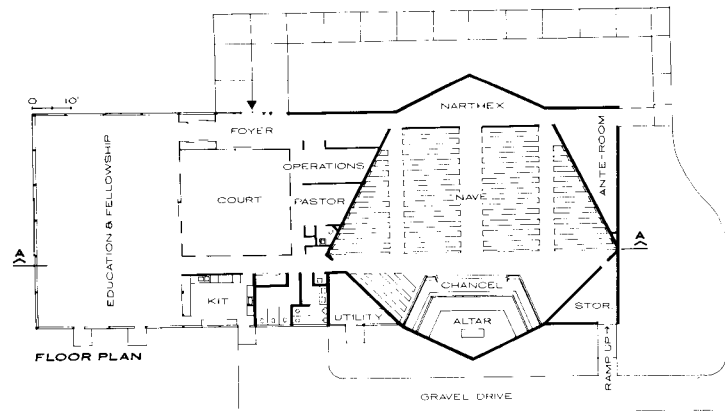 0 10'
FOYER
NARTHEX
EDUCATION & FELLOWSHIP
OPERATIONS
ANTE-ROOM
COURT
PASTOR
NAVE
A
A
KIT
CHANCEL
UTILITY
STOR.
ALTAR
FLOOR PLAN
RAMP UP→
GRAVEL DRIVE